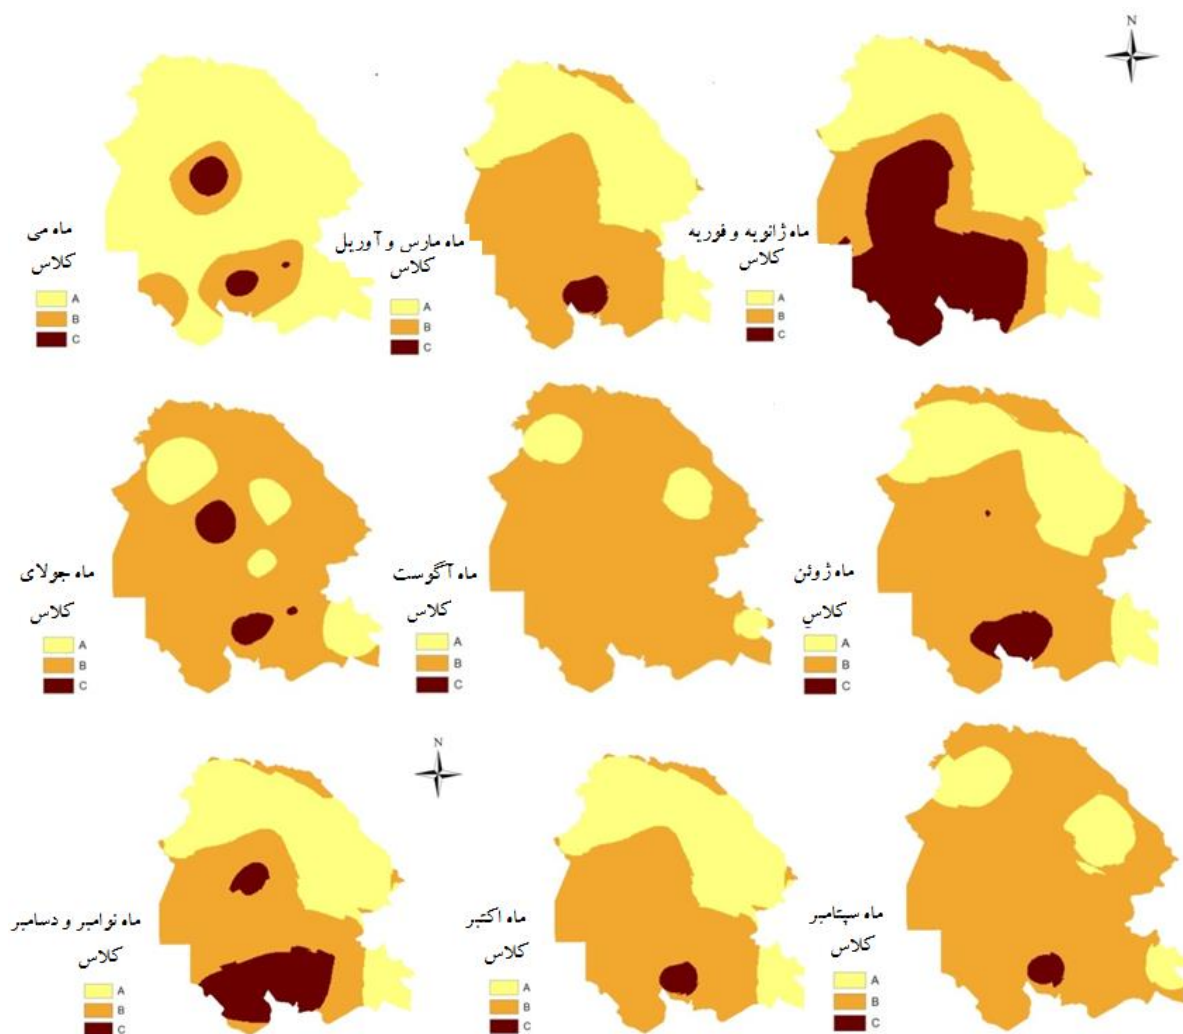 N
ماه ژانویه و فوریه
کلاس
A
B
C
ماه مارس و آوریل
کلاس
A
B
C
ماه می
کلاس
A
B
C
ماه ژوئن
کلاس
A
B
C
ماه آگوست
کلاس
A
B
C
ماه جولای
کلاس
A
B
C
ماه سپتامبر
کلاس
A
B
C
ماه اکتبر
کلاس
A
B
C
N
ماه نوامبر و دسامبر
کلاس
A
B
C